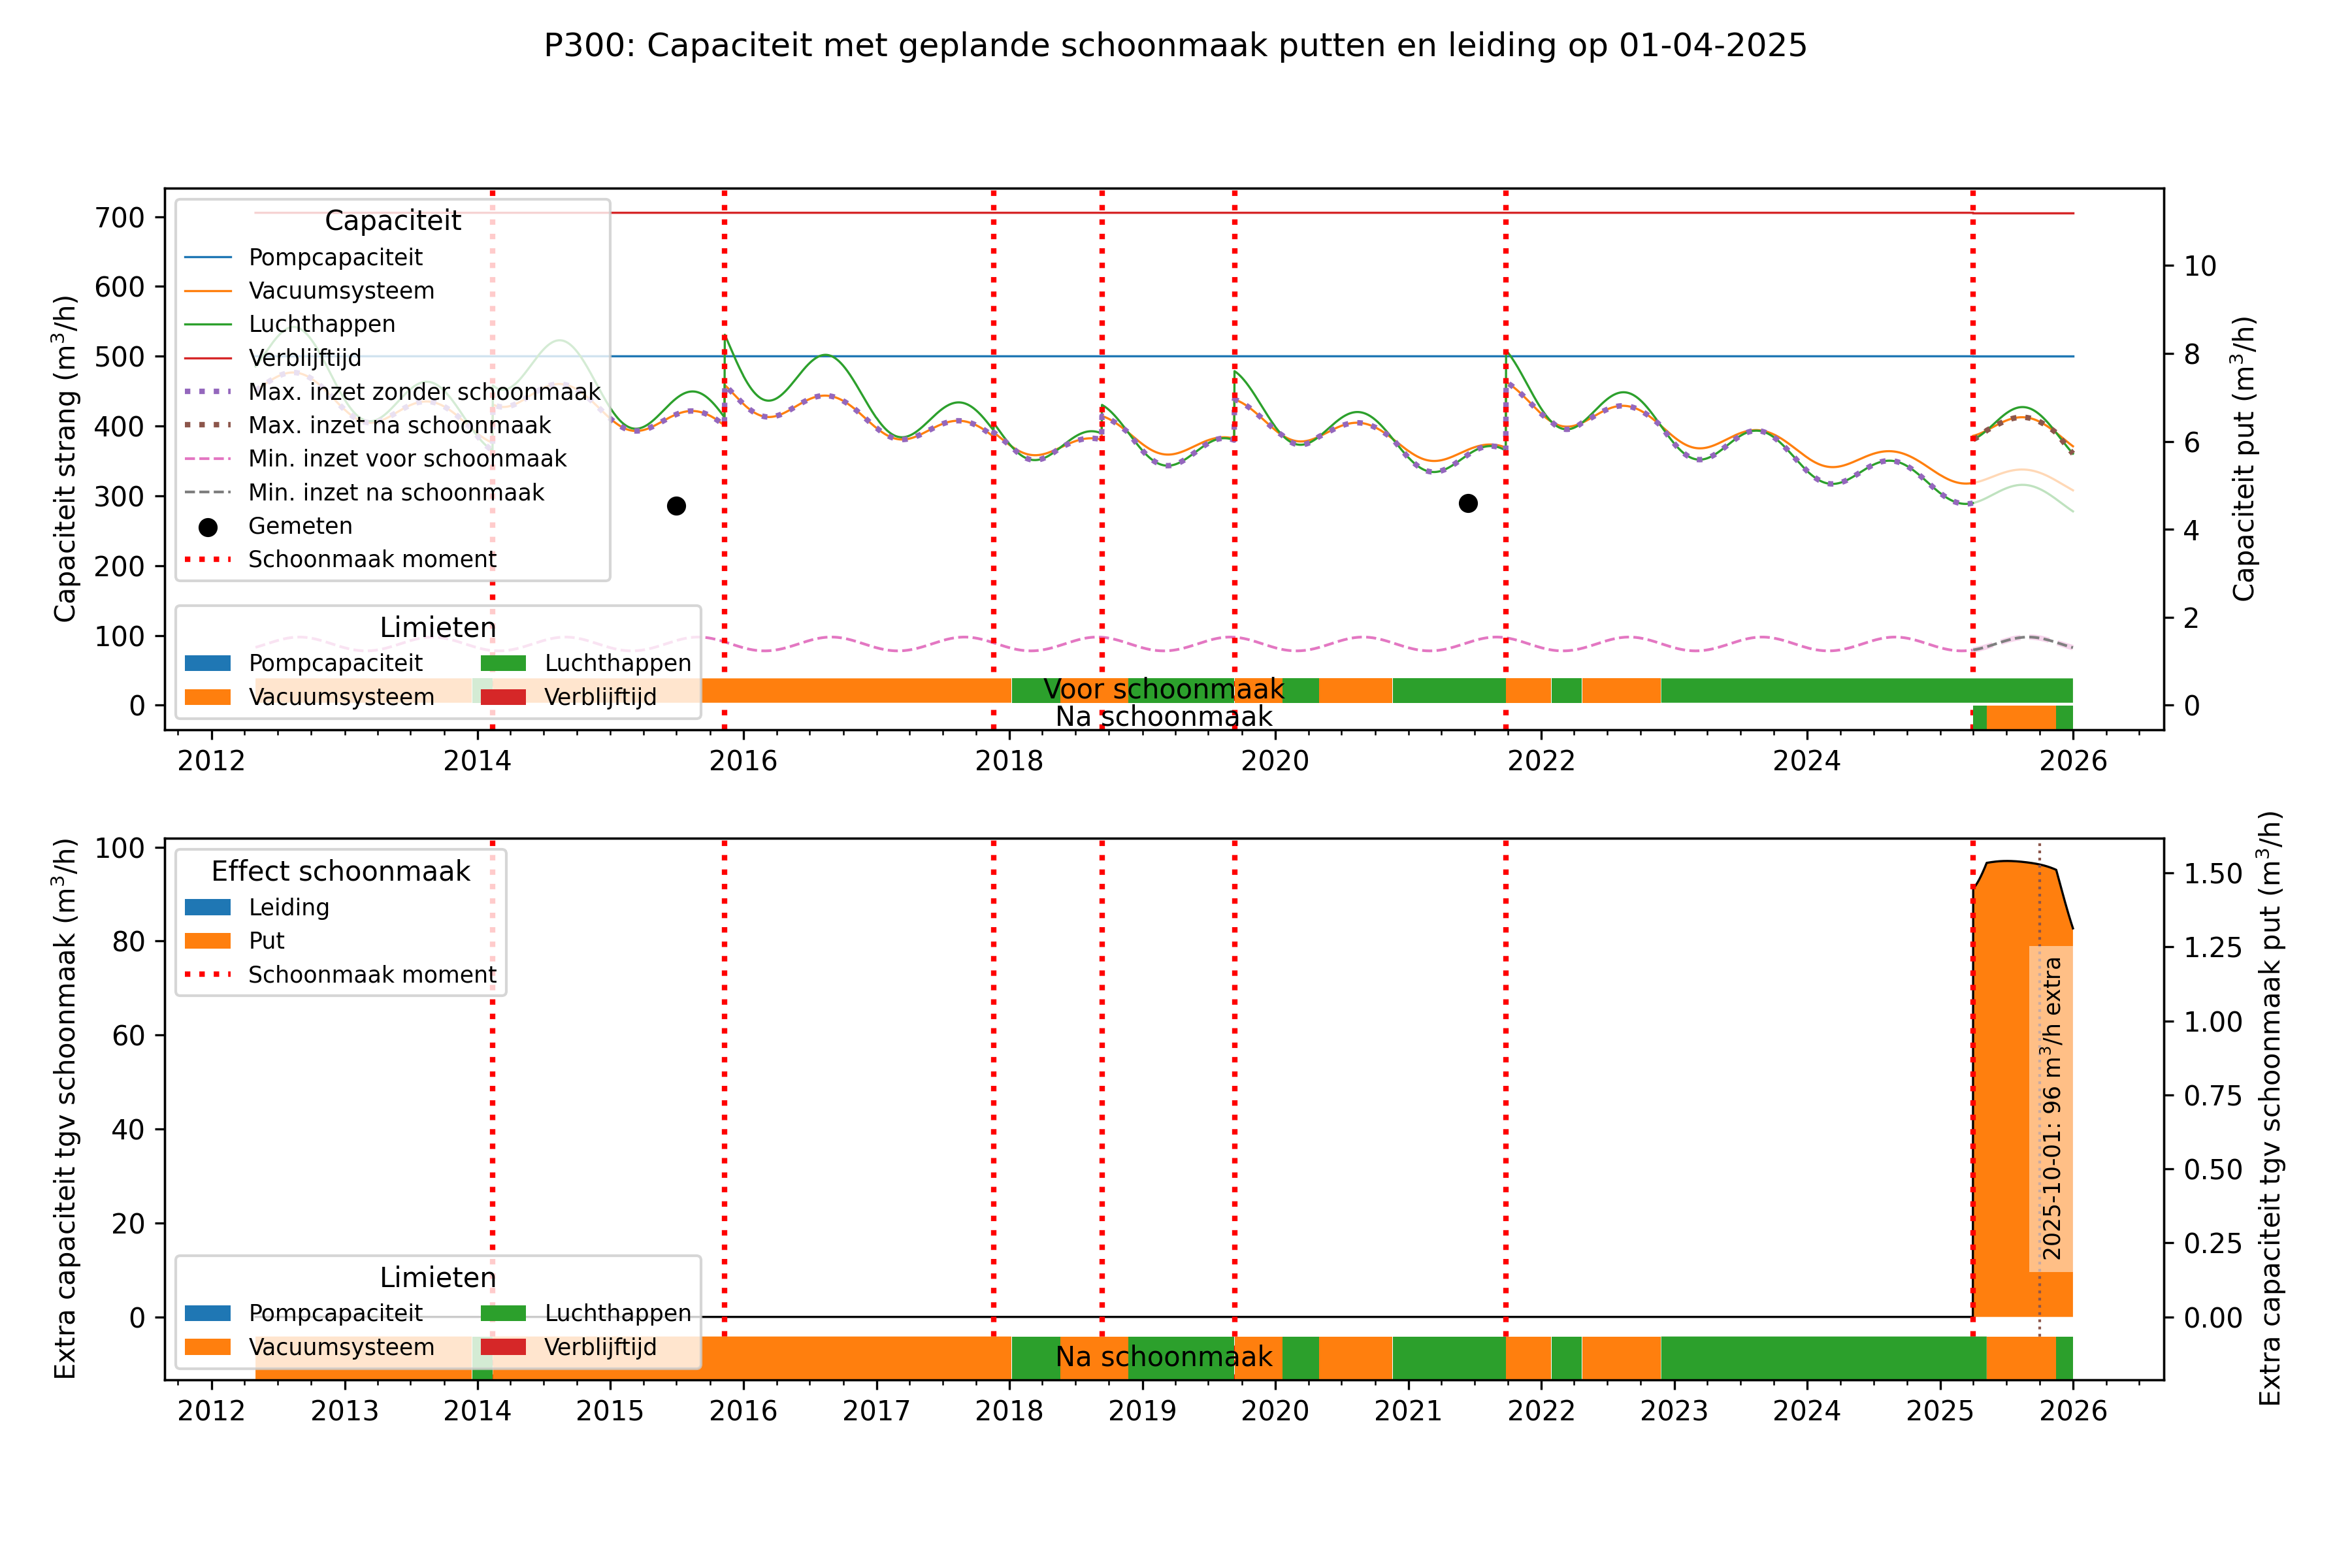 P300: Capaciteit met geplande schoonmaak putten en leiding op 01-04-2025
Capaciteit strang (m³/h)
700
600
500
400
300
200
100
0
Capaciteit
Pompcapaciteit
Vacuumsysteem
Luchthappen
Verblijftijd
Max. inzet zonder schoonmaak
Max. inzet na schoonmaak
Min. inzet voor schoonmaak
Min. inzet na schoonmaak
Gemeten
Schoonmaak moment
Limieten
Pompcapaciteit Luchthappen
Vacuumsysteem Verblijftijd
Voor schoonmaak
Na schoonmaak
10
8
6
4
2
0
Capaciteit put (m³/h)
2012 2014 2016 2018 2020 2022 2024 2026
Extra capaciteit tgv schoonmaak (m³/h)
100
80
60
40
20
0
Effect schoonmaak
Leiding
Put
Schoonmaak moment
Limieten
Pompcapaciteit Luchthappen
Vacuumsysteem Verblijftijd
Na schoonmaak
2025-10-01: 96 m³/h extra
1.50
1.25
1.00
0.75
0.50
0.25
0.00
Extra capaciteit tgv schoonmaak put (m³/h)
2012 2013 2014 2015 2016 2017 2018 2019 2020 2021 2022 2023 2024 2025 2026